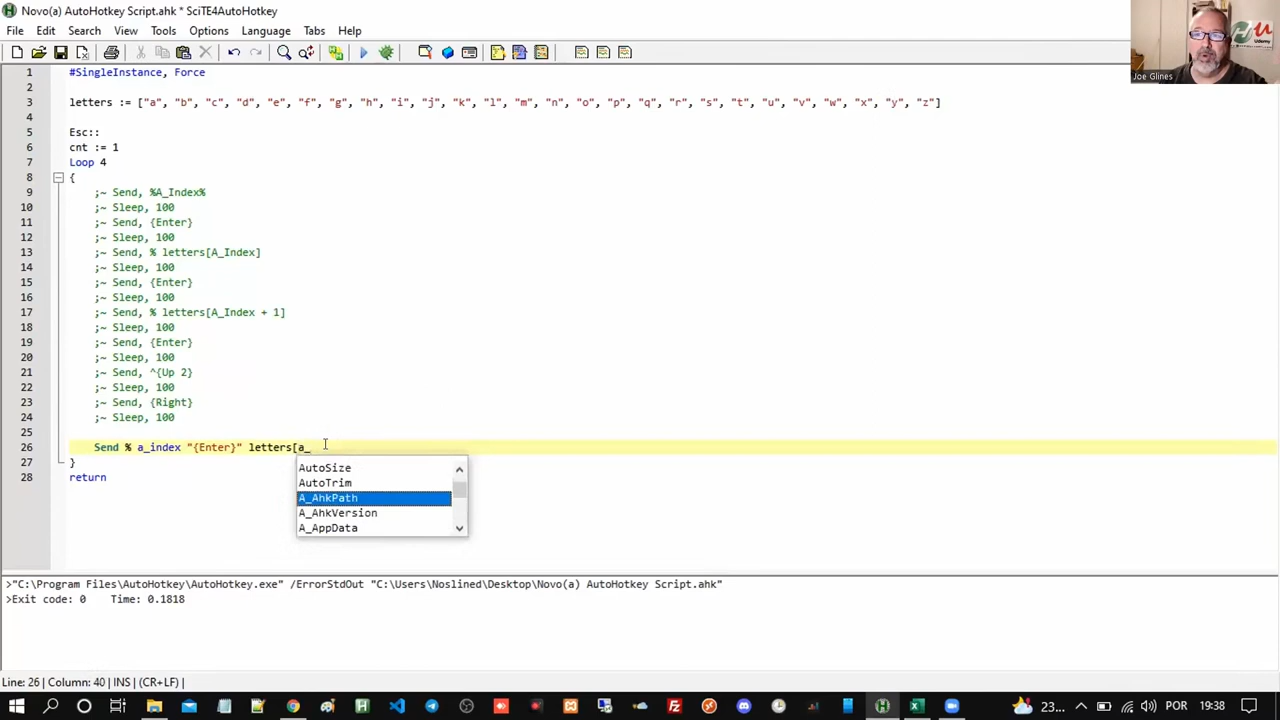 Novo(a) AutoHotkey Script.ahk * SciTE4AutoHotkey
File Edit Search View Tools Options Language Tabs Help
Joe Glines
1 #SingleInstance, Force
2
3 letters := ["a", "b", "c", "d", "e", "f", "g", "h", "i", "j", "k", "l", "m", "n", "o", "p", "q", "r", "s", "t", "u", "v", "w", "x", "y", "z"]
4
5 Esc::
6 cnt := 1
7 Loop 4
8 {
9 ;~ Send, %A_Index%
10 ;~ Sleep, 100
11 ;~ Send, {Enter}
12 ;~ Sleep, 100
13 ;~ Send, % letters[A_Index]
14 ;~ Sleep, 100
15 ;~ Send, {Enter}
16 ;~ Sleep, 100
17 ;~ Send, % letters[A_Index + 1]
18 ;~ Sleep, 100
19 ;~ Send, {Enter}
20 ;~ Sleep, 100
21 ;~ Send, ^{Up 2}
22 ;~ Sleep, 100
23 ;~ Send, {Right}
24 ;~ Sleep, 100
25
26 Send % a_index "{Enter}" letters[a_
27 }
28 return
AutoSize
AutoTrim
A_AhkPath
A_AhkVersion
A_AppData
>"C:\Program Files\AutoHotkey\AutoHotkey.exe" /ErrorStdOut "C:\Users\Noslined\Desktop\Novo(a) AutoHotkey Script.ahk"
>Exit code: 0 Time: 0.1818
Line: 26 | Column: 40 | INS | (CR+LF) |
23... POR 19:38